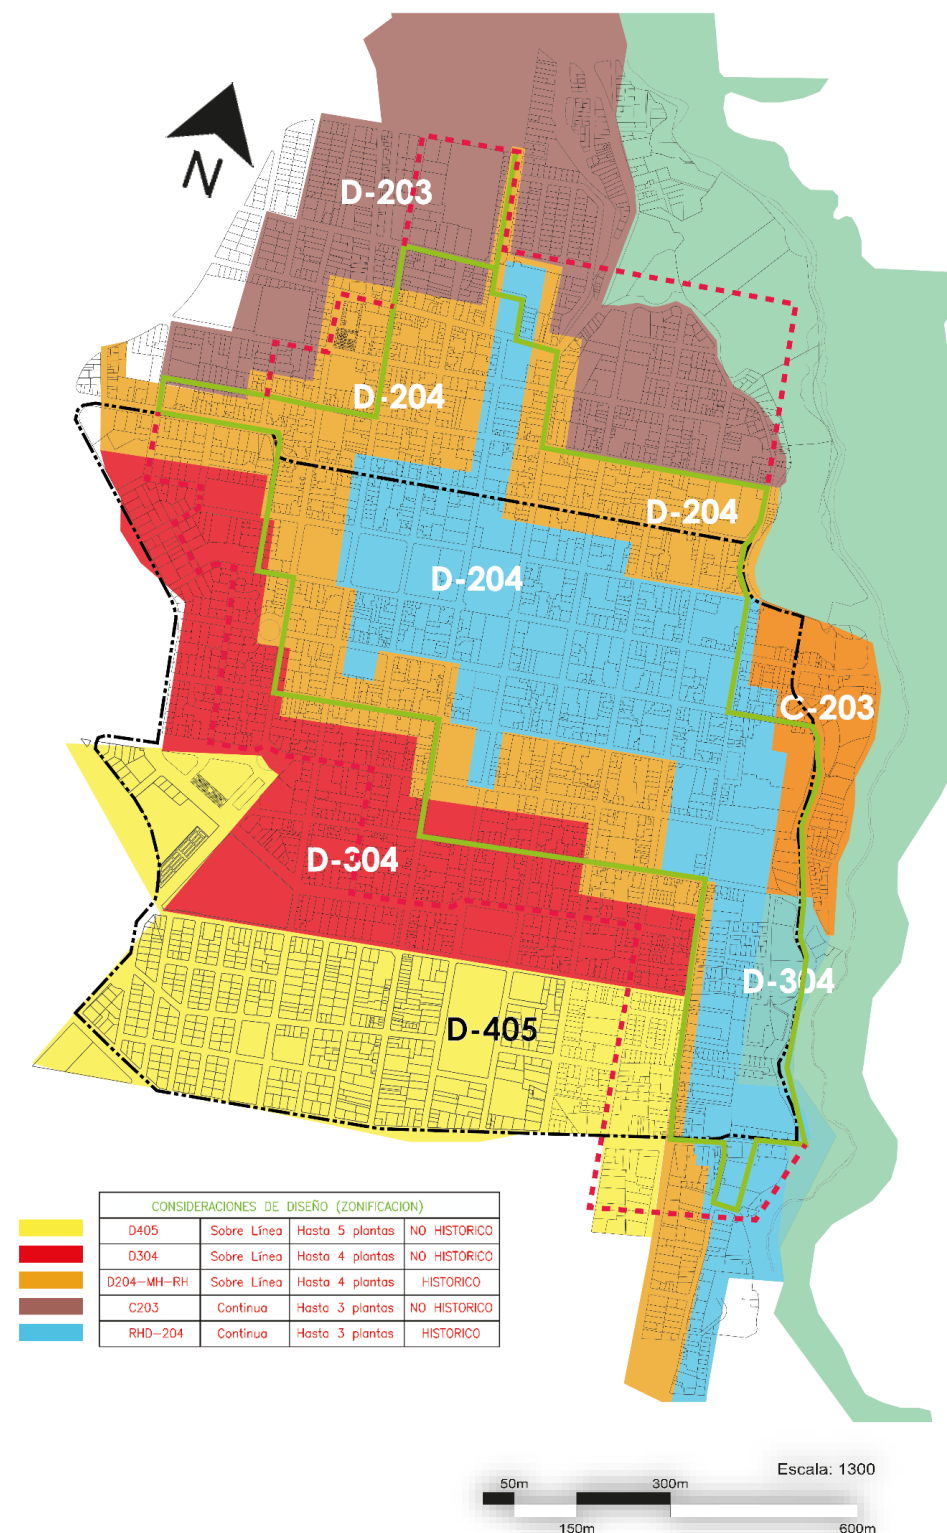 N
D-203
D-204
D-204
D-204
C-203
D-304
D-304
D-405
CONSIDERACIONES DE DISEÑO (ZONIFICACION)
D405 Sobre Línea Hasta 5 plantas NO HISTORICO
D304 Sobre Línea Hasta 4 plantas NO HISTORICO
D204-MH-RH Sobre Línea Hasta 4 plantas HISTORICO
C203 Continua Hasta 3 plantas NO HISTORICO
RHD-204 Continua Hasta 3 plantas HISTORICO
Escala: 1300
50m 300m
150m 600m